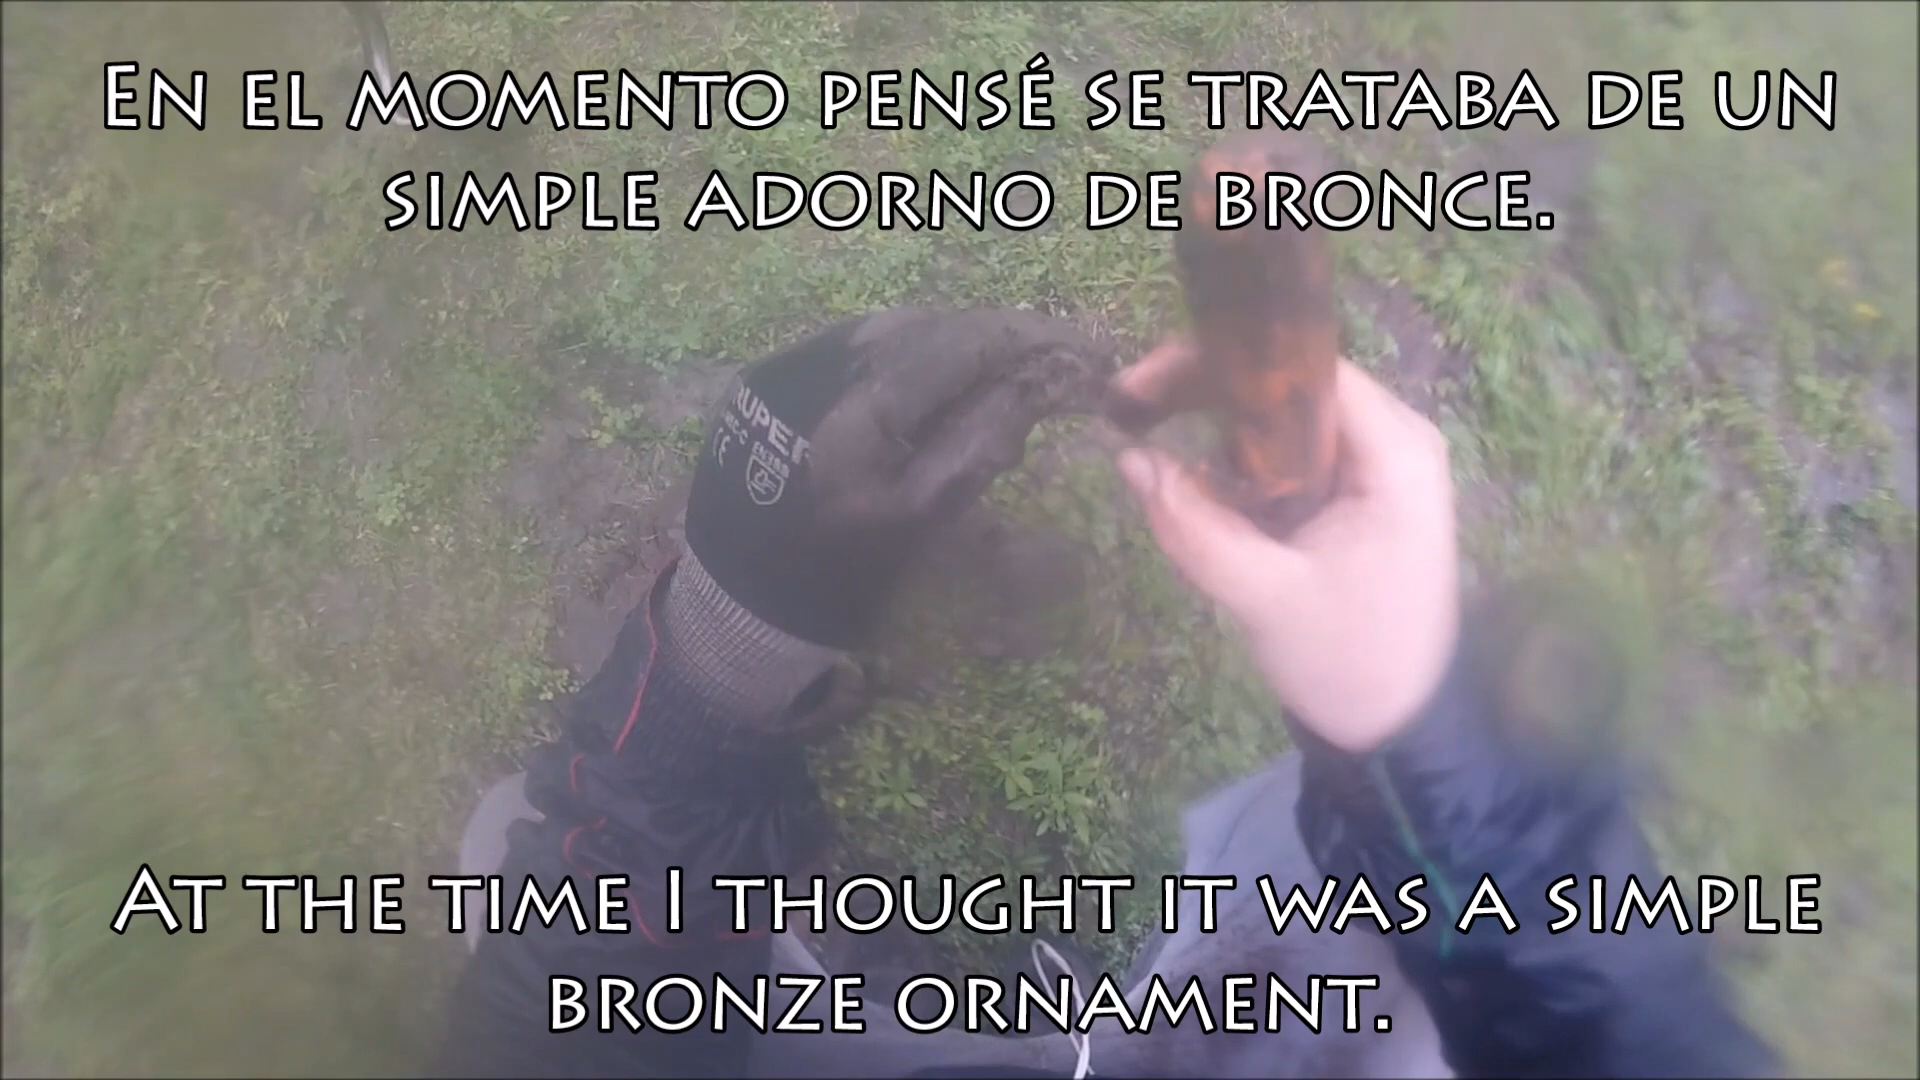 En el momento pensé se trataba de un
simple adorno de bronce.
EN388
At the time I thought it was a simple
bronze ornament.